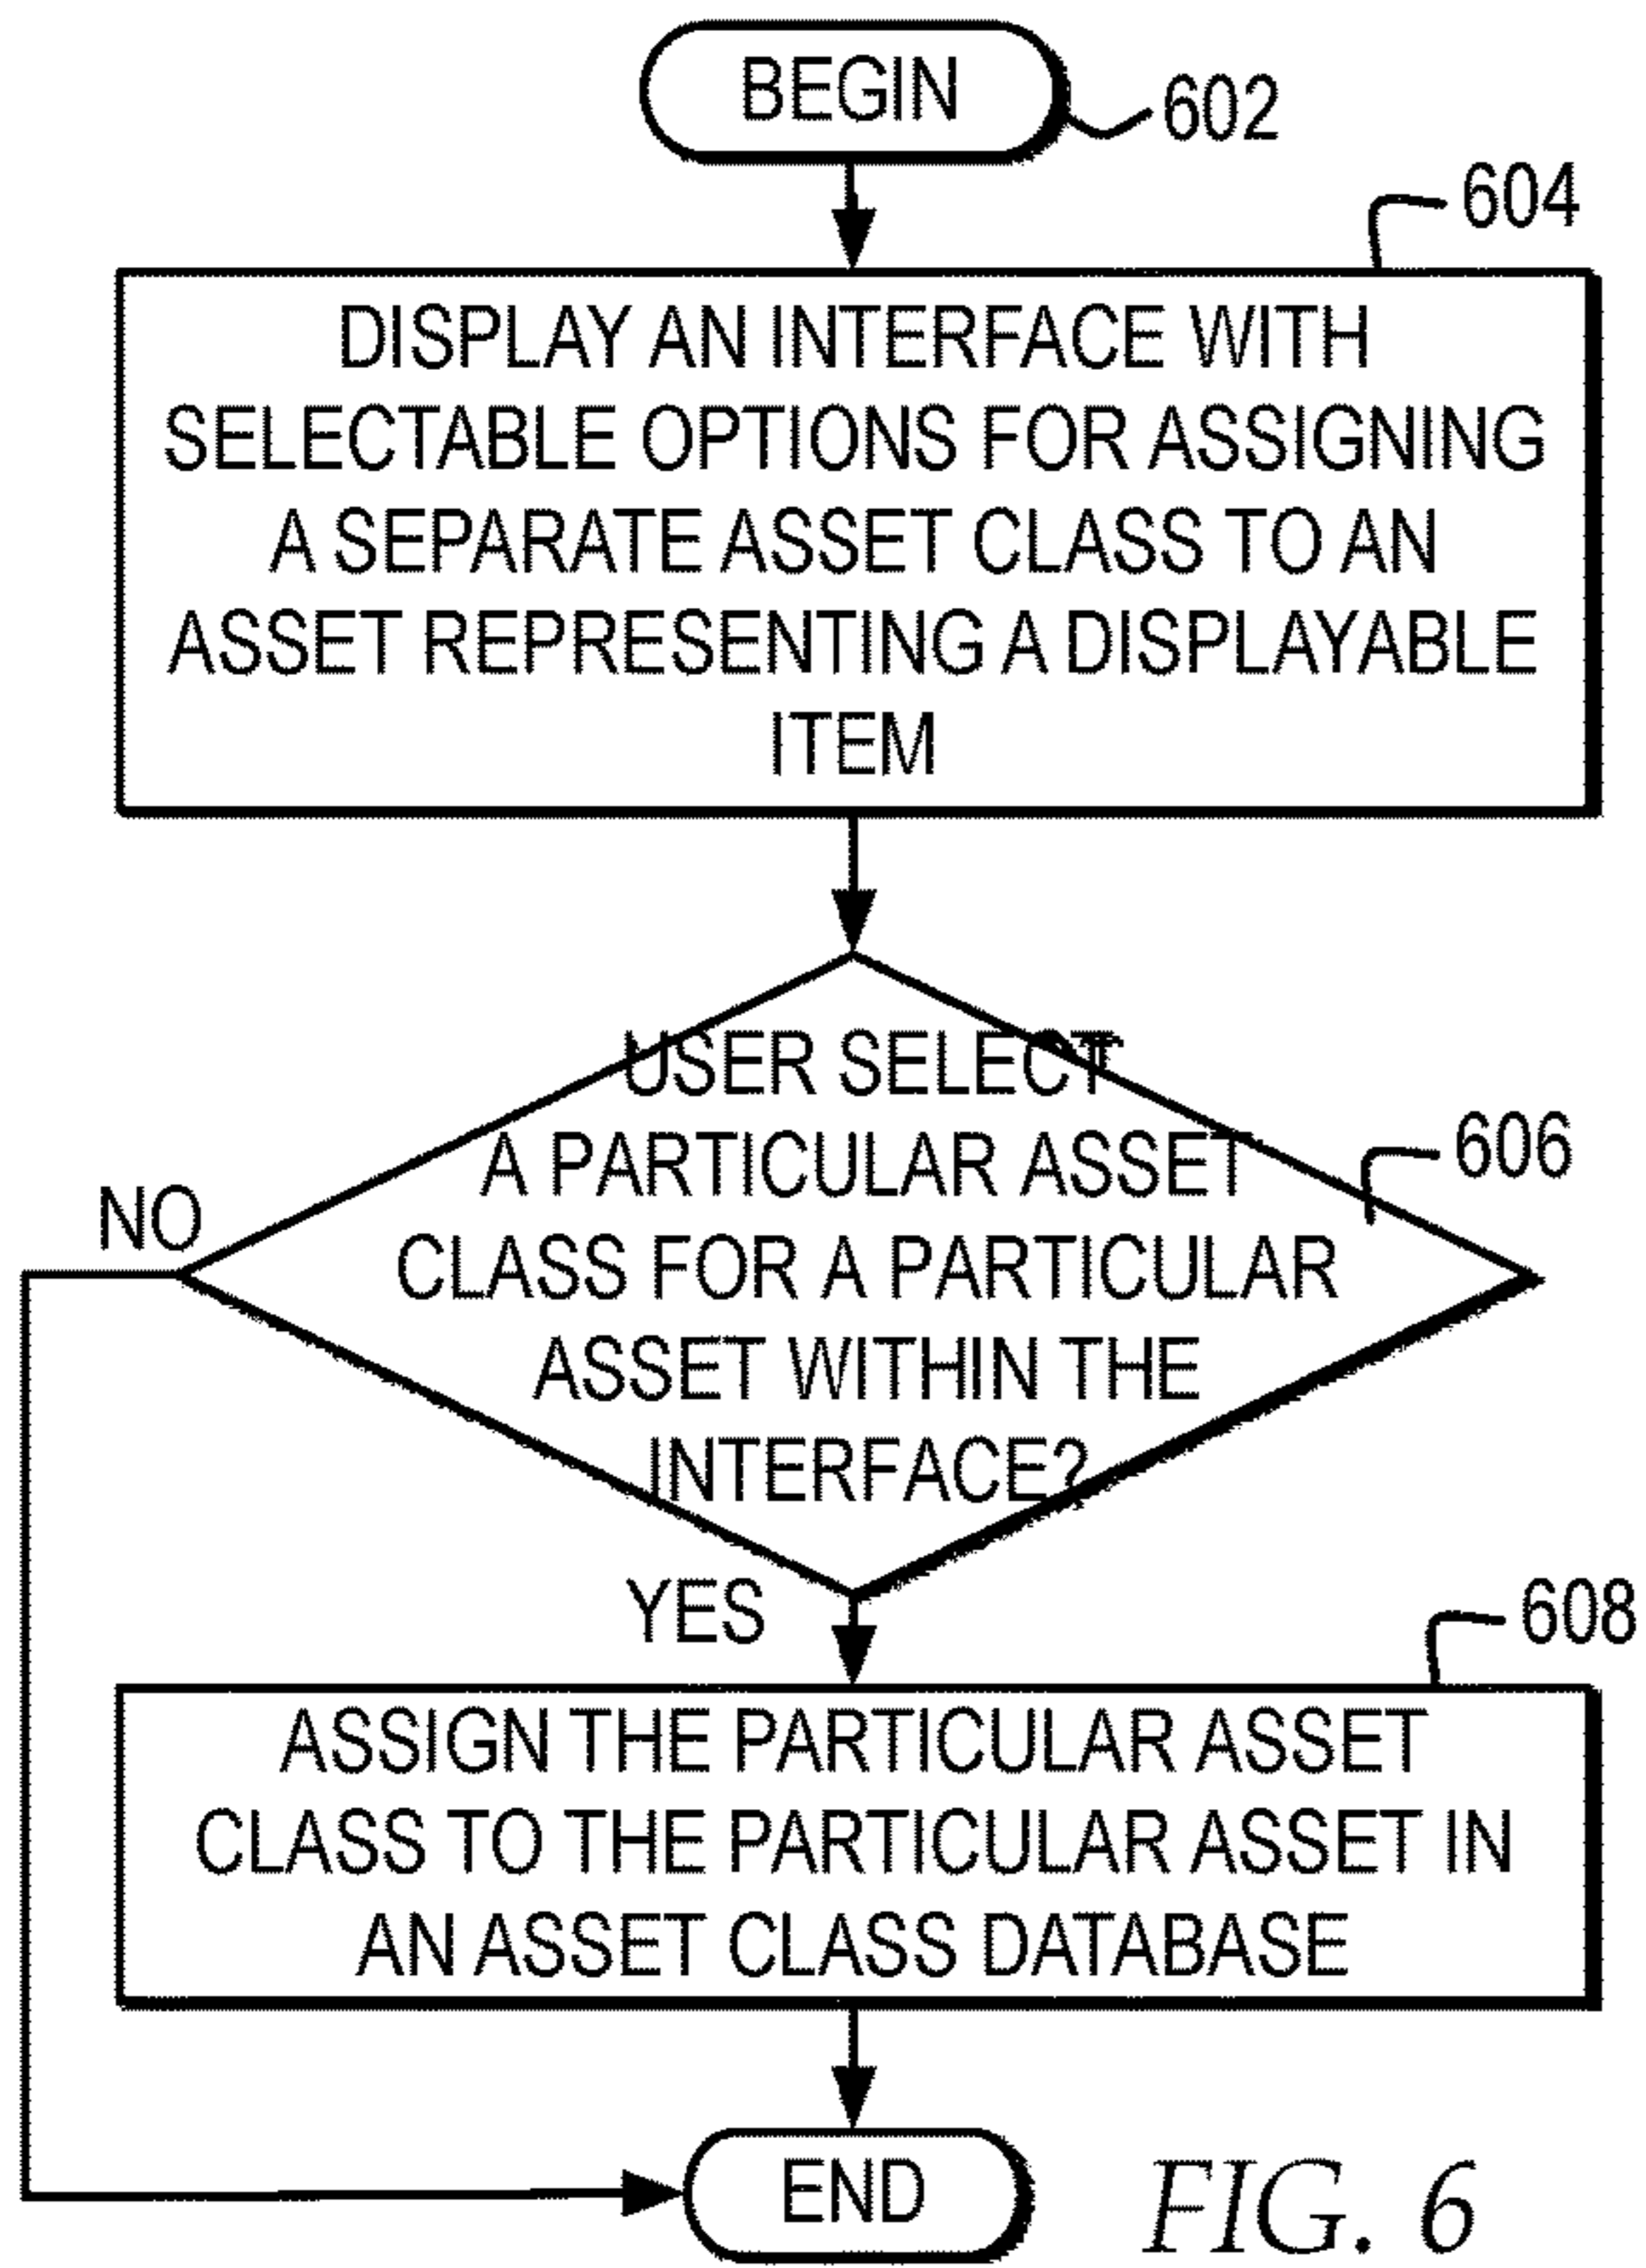 BEGIN
602
604
DISPLAY AN INTERFACE WITH
SELECTABLE OPTIONS FOR ASSIGNING
A SEPARATE ASSET CLASS TO AN
ASSET REPRESENTING A DISPLAYABLE
ITEM
USER SELECT
A PARTICULAR ASSET
606
CLASS FOR A PARTICULAR
ASSET WITHIN THE
INTERFACE?
NO
YES
608
ASSIGN THE PARTICULAR ASSET
CLASS TO THE PARTICULAR ASSET IN
AN ASSET CLASS DATABASE
END
FIG. 6